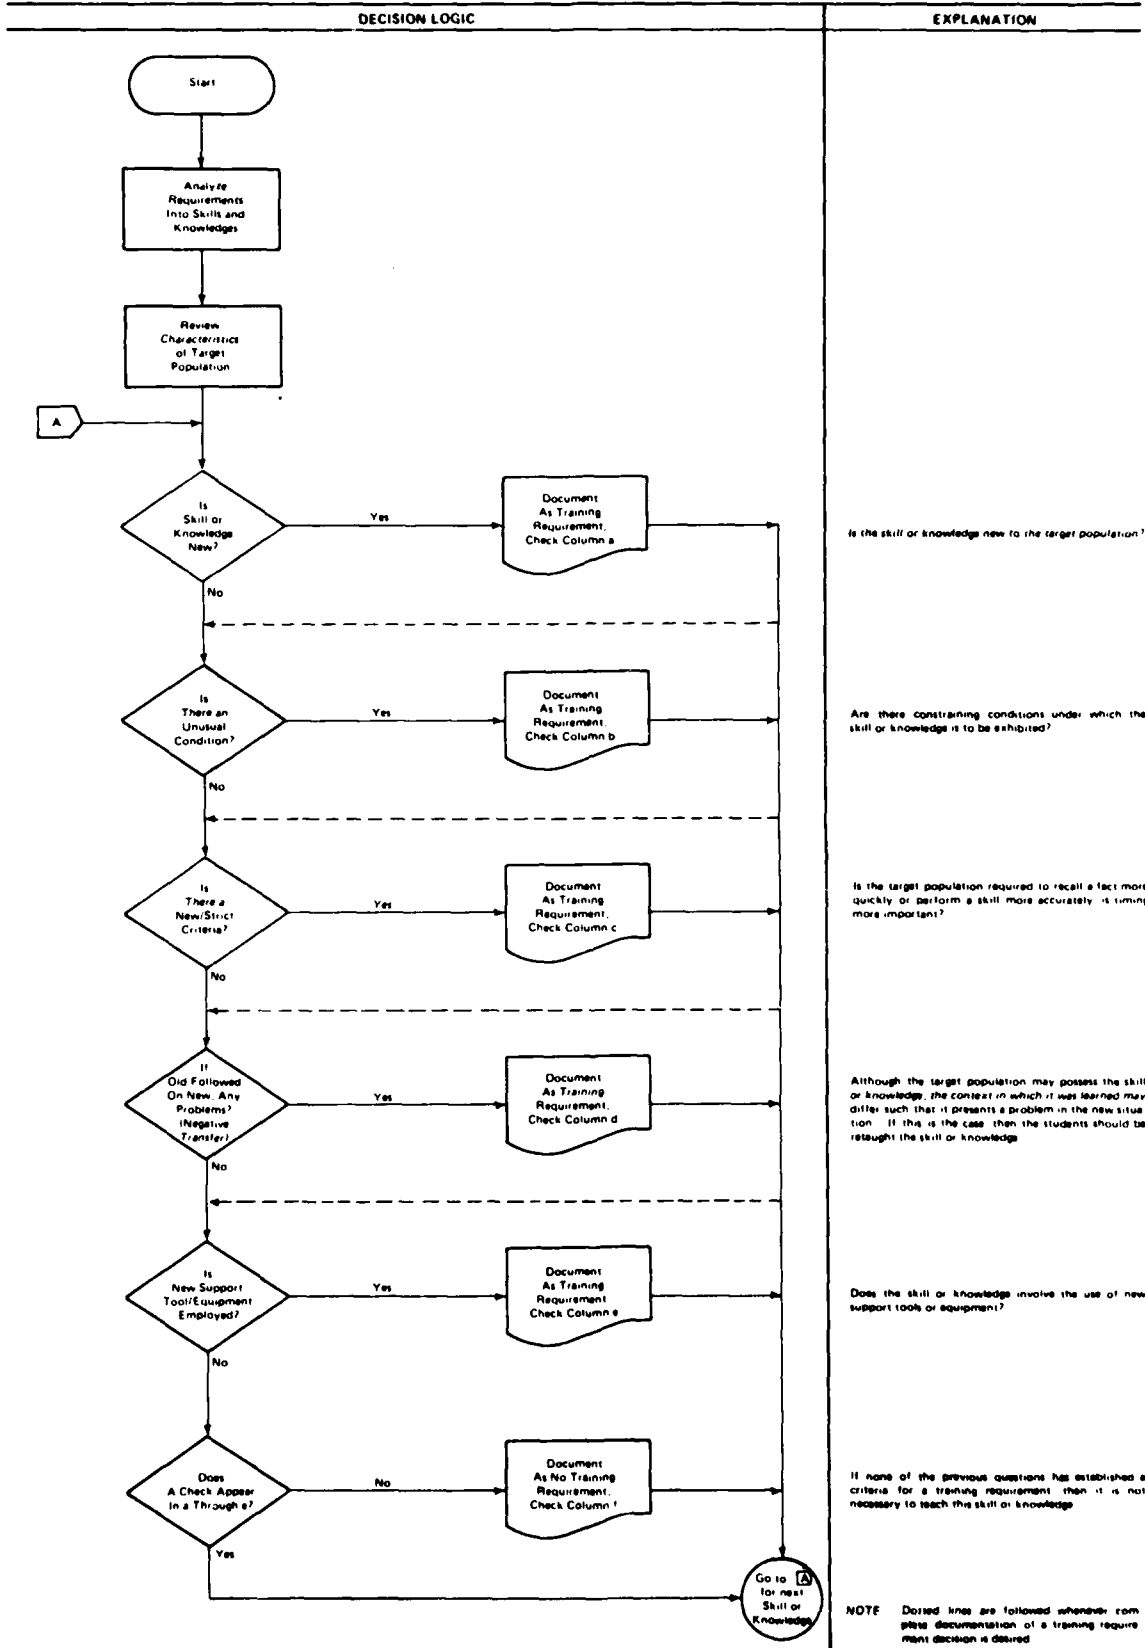 DECISION LOGIC
EXPLANATION
Start
Analyze
Requirements
Into Skills and
Knowledges
Review
Characteristics
of Target
Population
A
Is
Skill or
Knowledge
New?
Yes
Document
As Training
Requirement,
Check Column a
Is the skill or knowledge new to the target population?
No
Is
There an
Unusual
Condition?
Yes
Document
As Training
Requirement,
Check Column b
Are there constraining conditions under which the
skill or knowledge is to be exhibited?
No
Is
There a
New/Strict
Criteria?
Yes
Document
As Training
Requirement,
Check Column c
Is the target population required to recall a fact more
quickly or perform a skill more accurately is timing
more important?
No
If
Old Followed
On New, Any
Problems?
(Negative
Transfer)
Yes
Document
As Training
Requirement,
Check Column d
Although the target population may possess the skill
or knowledge, the context in which it was learned may
differ such that it presents a problem in the new situa
tion If this is the case then the students should be
retaught the skill or knowledge
No
Is
New Support
Tool/Equipment
Employed?
Yes
Document
As Training
Requirement
Check Column e
Does the skill or knowledge involve the use of new
support tools or equipment?
No
Does
A Check Appear
In a Through e?
No
Document
As No Training
Requirement,
Check Column f
If none of the previous questions has established a
criteria for a training requirement then it is not
necessary to teach this skill or knowledge
Yes
Go to A
for next
Skill or
Knowledge
NOTE Dotted lines are followed whenever com
plete documentation of a training require
ment decision is desired